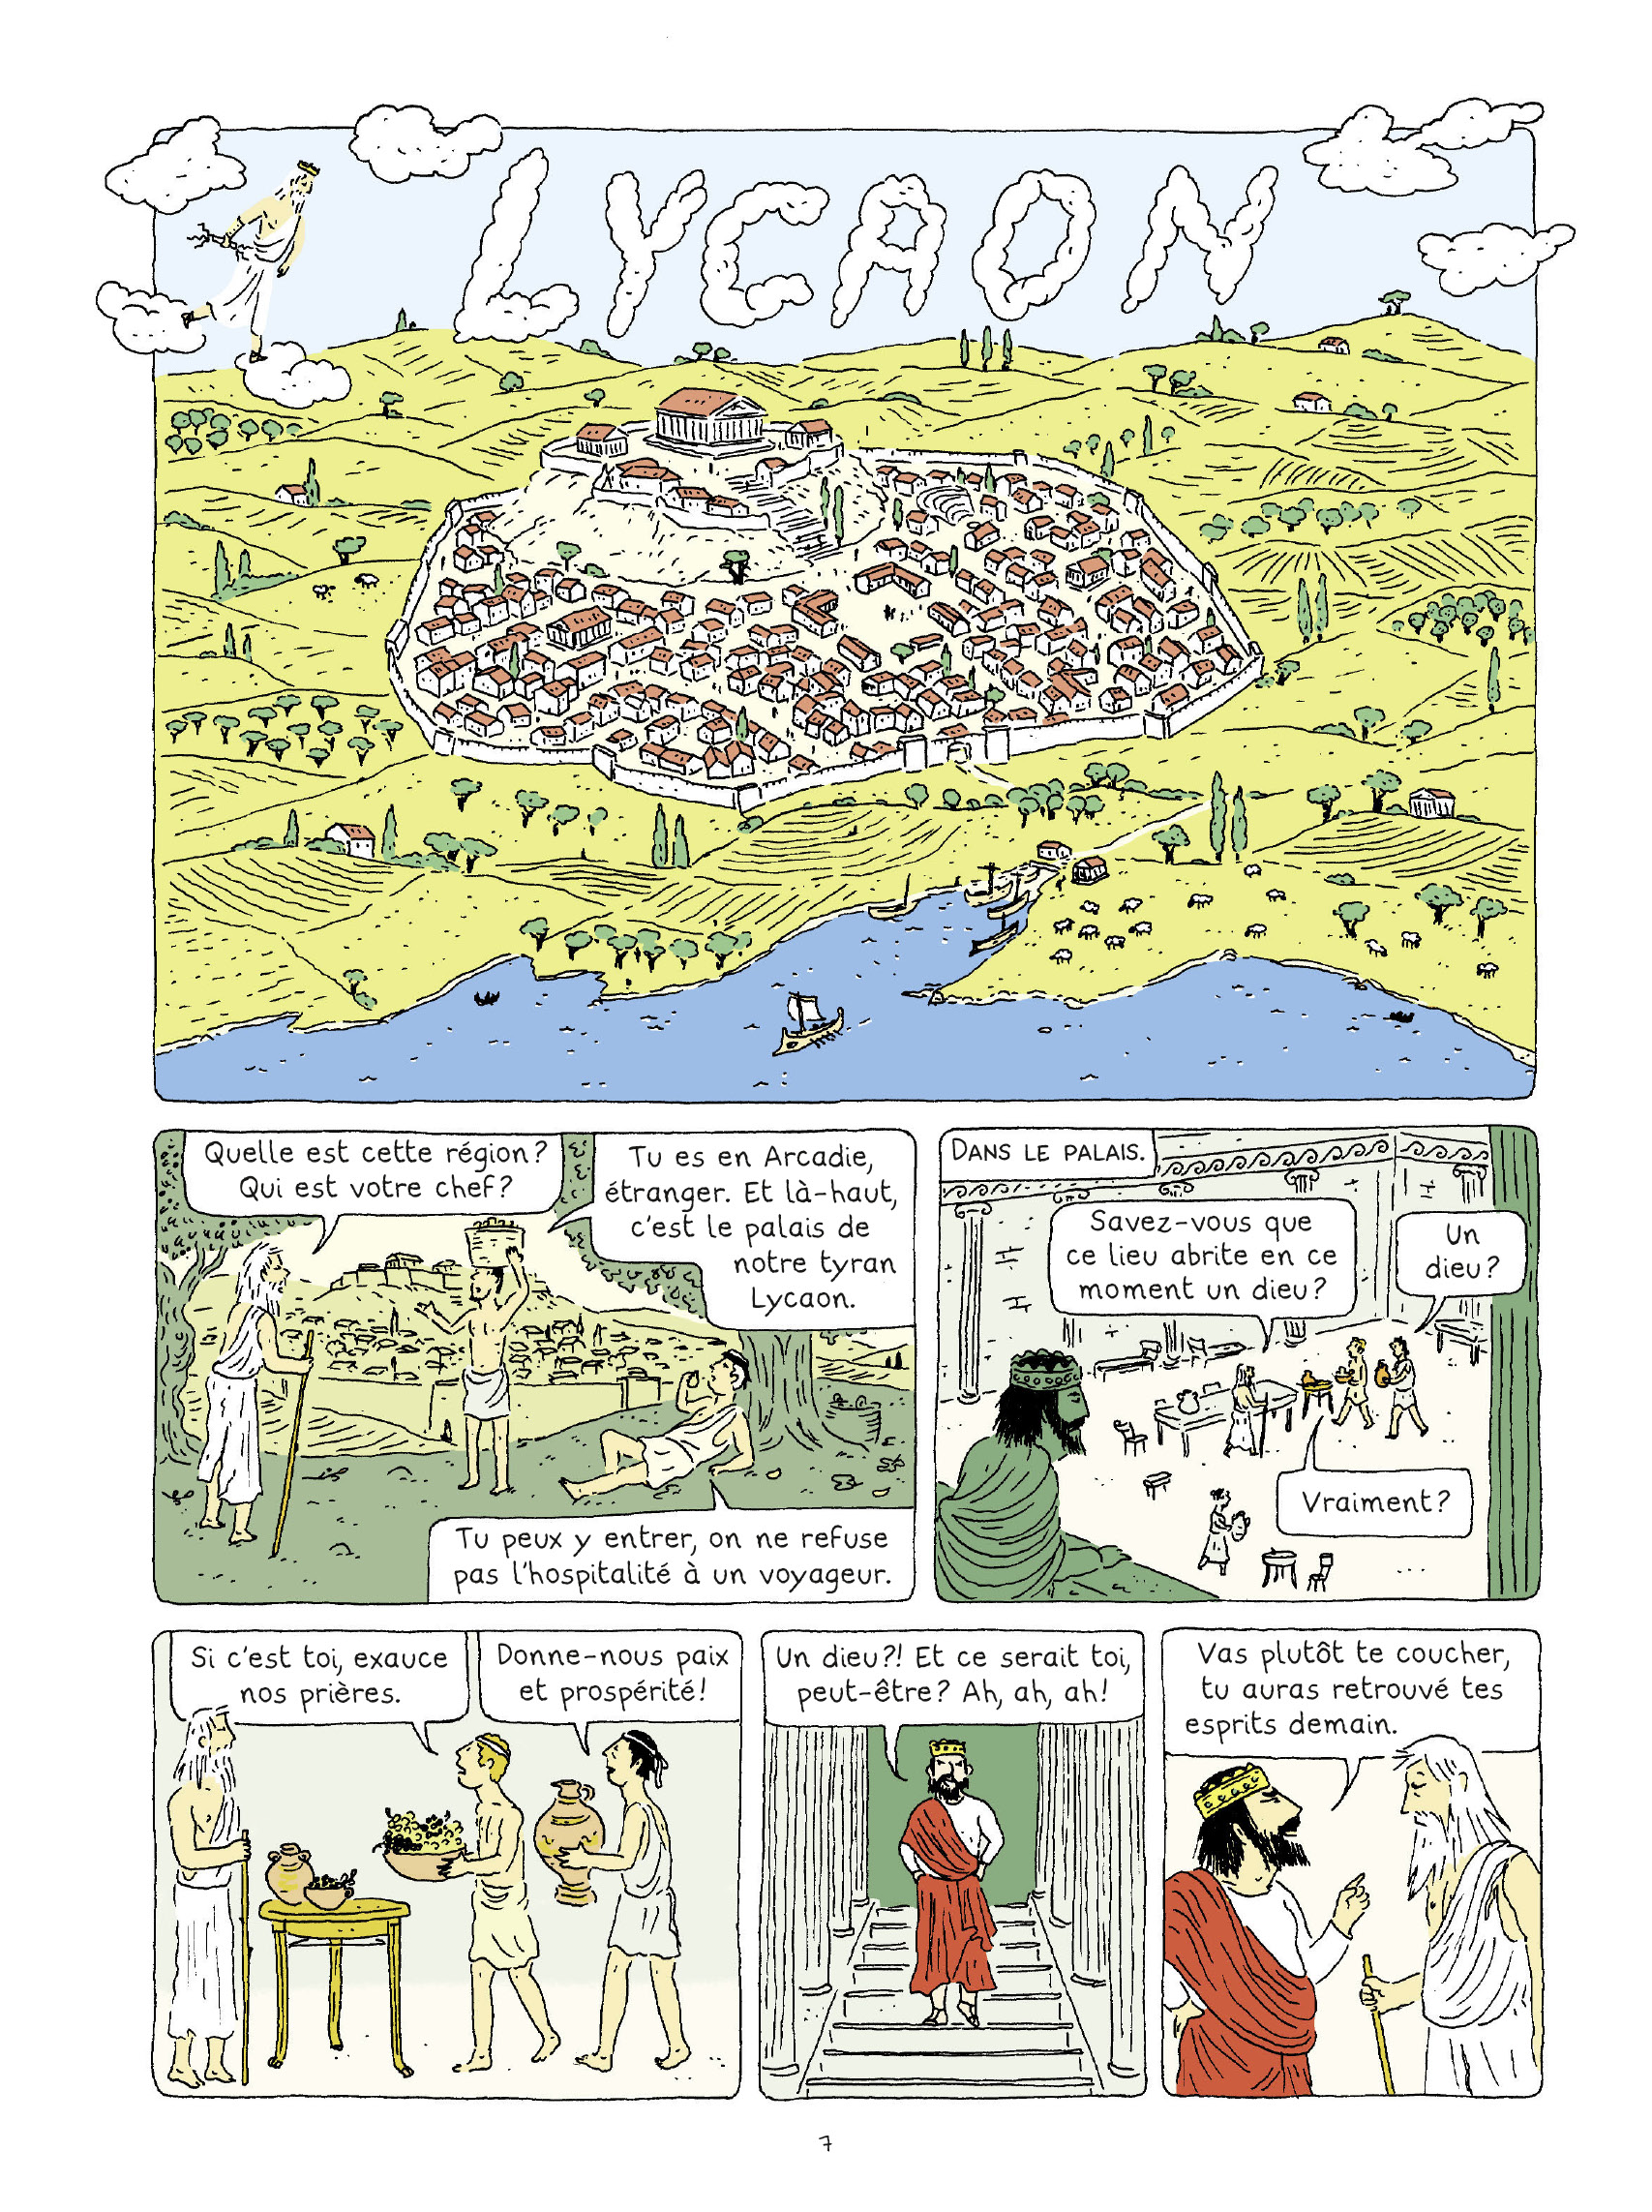 LYCAON
Quelle est cette région?
Qui est votre chef?
Tu es en Arcadie,
étranger. Et là-haut,
c'est le palais de
notre tyran
Lycaon.
Tu peux y entrer, on ne refuse
pas l'hospitalité à un voyageur.
DANS LE PALAIS.
Savez-vous que
ce lieu abrite en ce
moment un dieu?
Un
dieu?
Vraiment?
Si c'est toi, exauce
nos prières.
Donne-nous paix
et prospérité!
Un dieu?! Et ce serait toi,
peut-être? Ah, ah, ah!
Vas plutôt te coucher,
tu auras retrouvé tes
esprits demain.
7